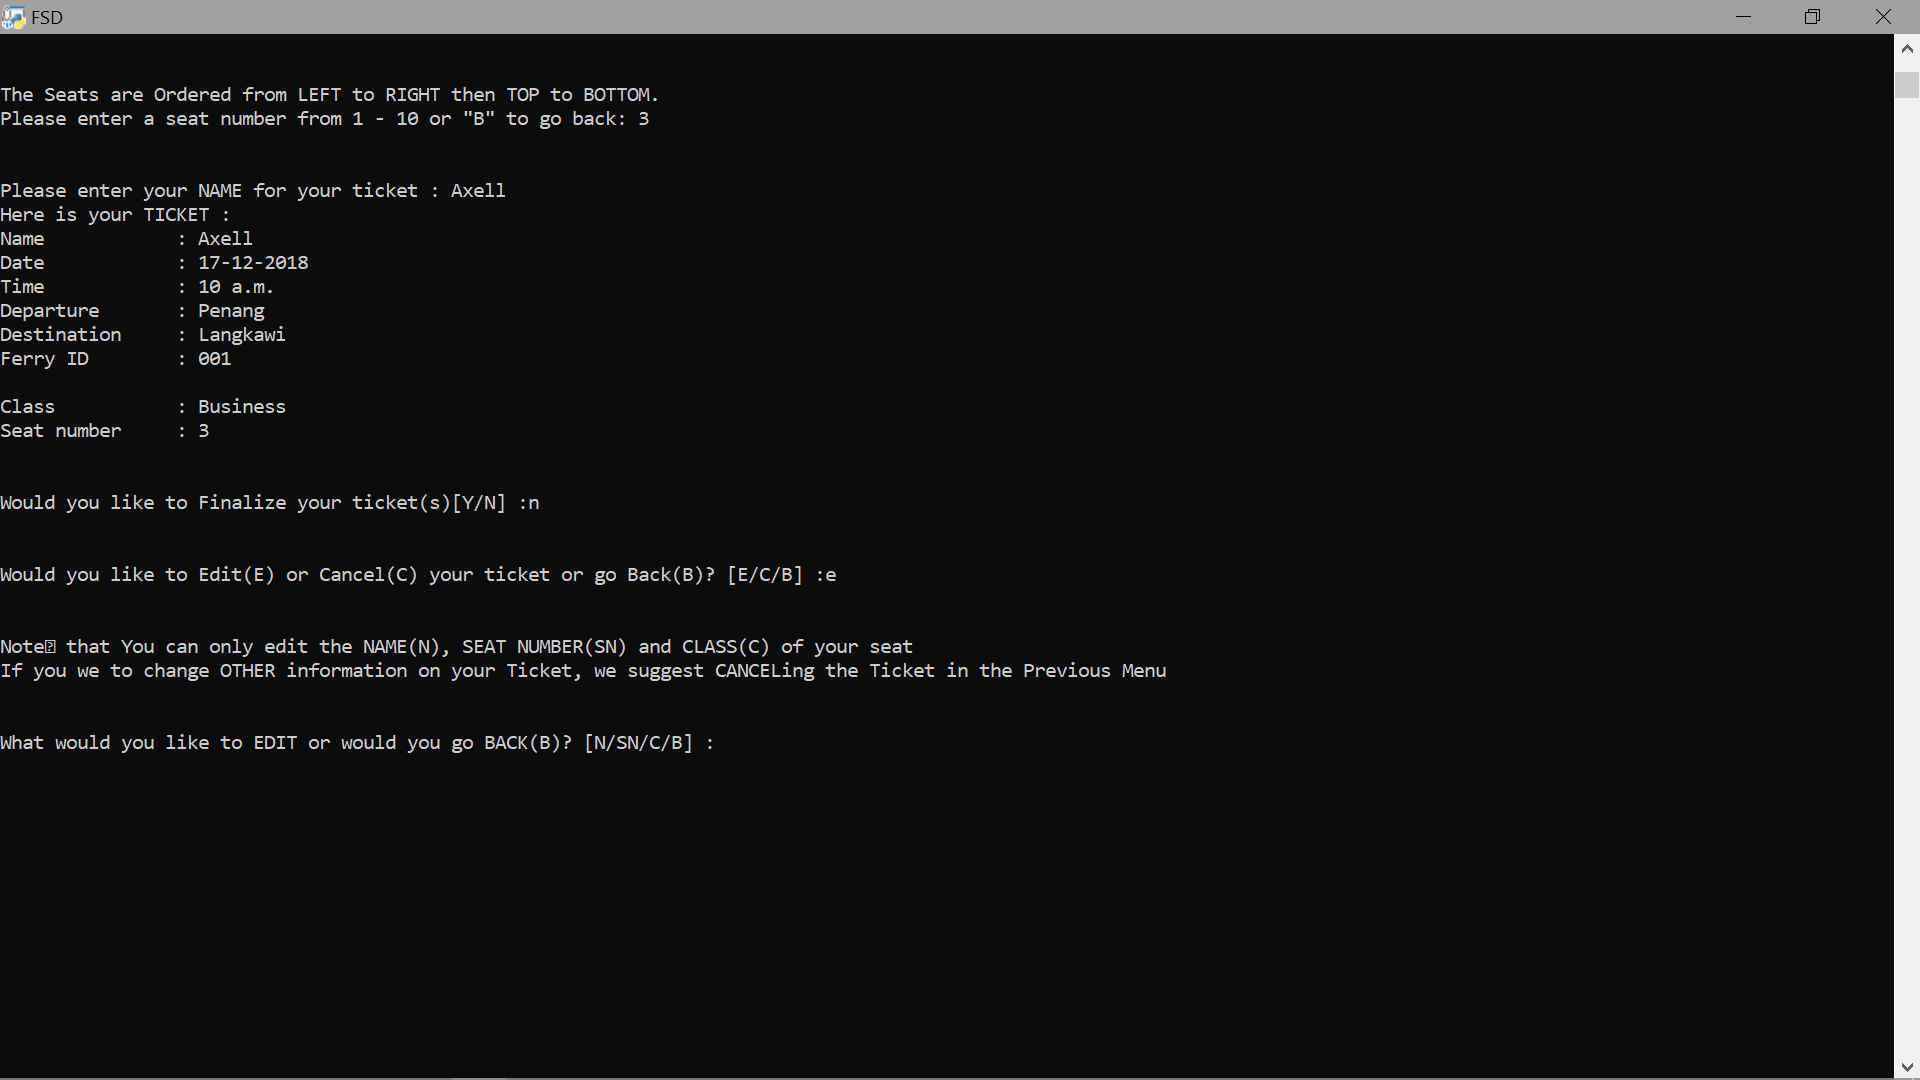 FSD
The Seats are Ordered from LEFT to RIGHT then TOP to BOTTOM.
Please enter a seat number from 1 - 10 or "B" to go back: 3
Please enter your NAME for your ticket : Axell
Here is your TICKET :
Name : Axell
Date : 17-12-2018
Time : 10 a.m.
Departure : Penang
Destination : Langkawi
Ferry ID : 001
Class : Business
Seat number : 3
Would you like to Finalize your ticket(s)[Y/N] :n
Would you like to Edit(E) or Cancel(C) your ticket or go Back(B)? [E/C/B] :e
Note⍰ that You can only edit the NAME(N), SEAT NUMBER(SN) and CLASS(C) of your seat
If you we to change OTHER information on your Ticket, we suggest CANCELing the Ticket in the Previous Menu
What would you like to EDIT or would you go BACK(B)? [N/SN/C/B] :